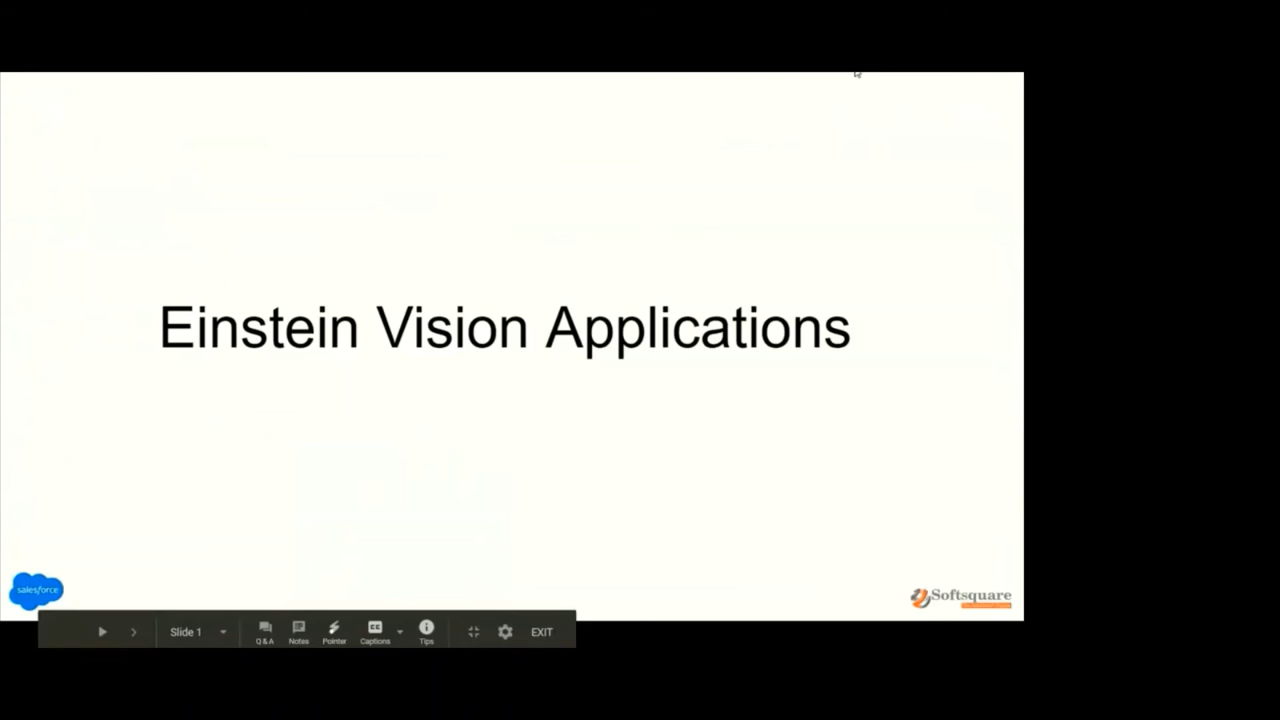 Einstein Vision Applications
salesforce
Softsquare
Slide 1
Q & A
Notes
Pointer
Captions
Tips
EXIT